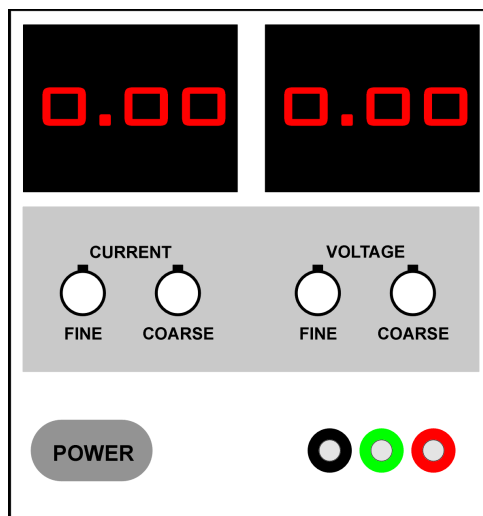 0.00 0.00
CURRENT VOLTAGE
FINE COARSE FINE COARSE
POWER